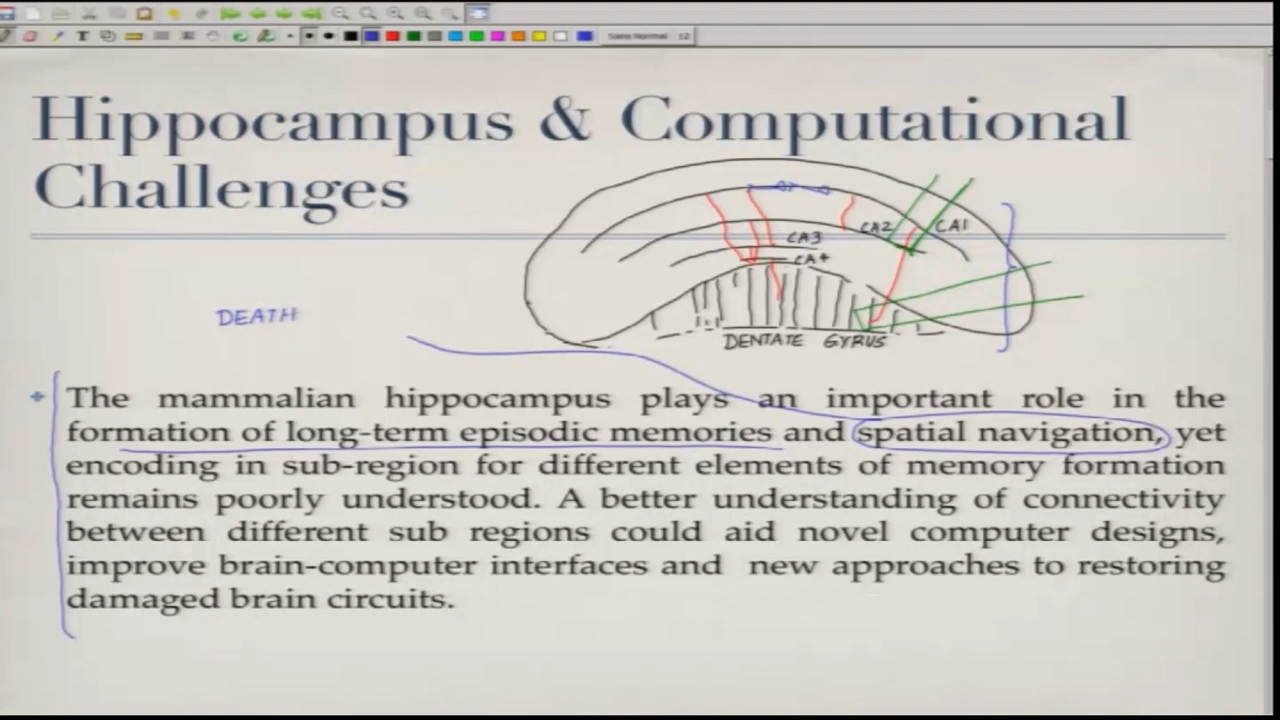 Sans Normal 12
Hippocampus & Computational
Challenges
CA2 CA1
CA3
CA4
DEATH
DENTATE GYRUS
The mammalian hippocampus plays an important role in the
formation of long-term episodic memories and spatial navigation, yet
encoding in sub-region for different elements of memory formation
remains poorly understood. A better understanding of connectivity
between different sub regions could aid novel computer designs,
improve brain-computer interfaces and new approaches to restoring
damaged brain circuits.